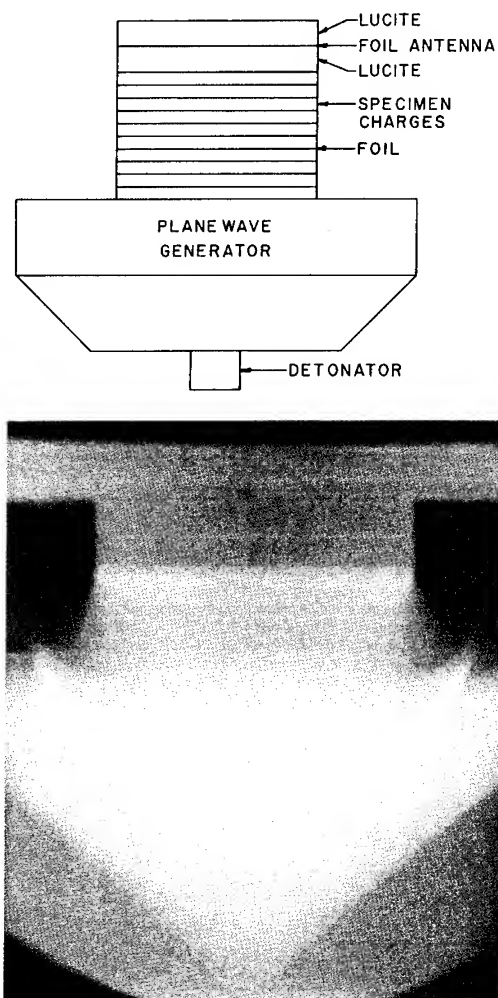 LUCITE
FOIL ANTENNA
LUCITE
SPECIMEN
CHARGES
FOIL
PLANE WAVE
GENERATOR
DETONATOR